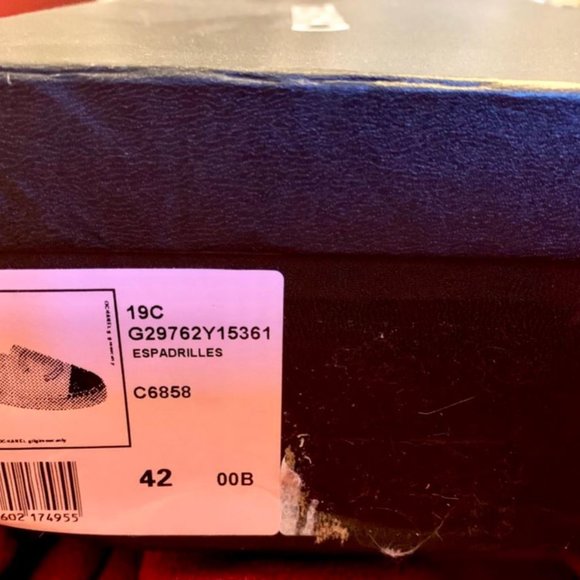 19C
G29762Y15361
ESPADRILLES
C6858
42 00B
602 174955